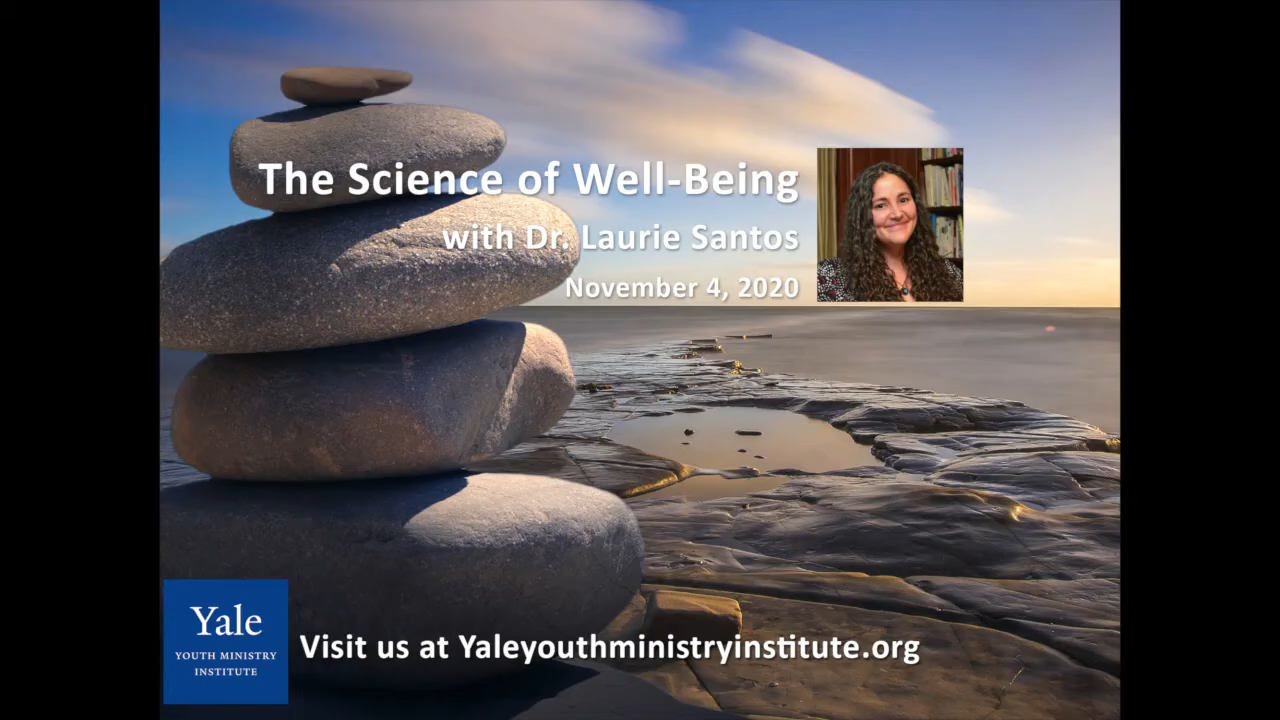 The Science of Well-Being
with Dr. Laurie Santos
November 4, 2020
Yale
YOUTH MINISTRY
INSTITUTE
Visit us at Yaleyouthministryinstitute.org